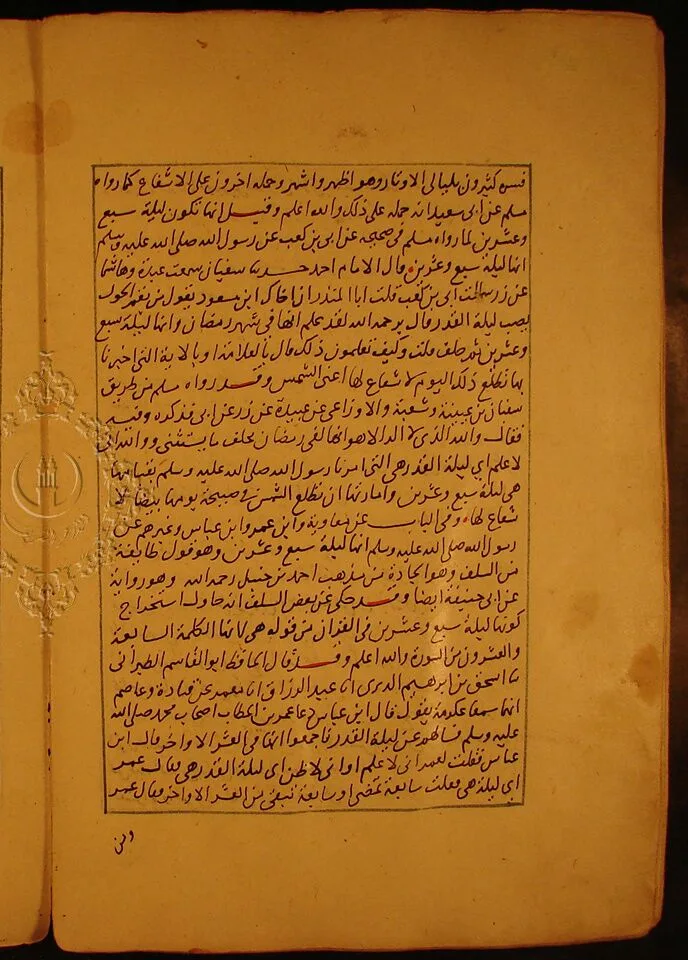 فسره كثيرون بليالي الاوتار وهو اظهر واشهر وحمله اخرون على الاشفاع كما رواه
مسلم عن ابي سعيد انه حمله على ذلك والله اعلم وقيل انها تكون ليلة سبع
وعشرين لما رواه مسلم في صحيحه عن ابي بن كعب عن رسول الله صلى الله عليه وسلم
انها ليلة سبع وعشرين قال الامام احمد حدثنا سفيان سمعت عبدة وعاصما
عن زر سالت ابي بن كعب قلت ابا المنذر ان اخاك ابن مسعود يقول من يقم الحول
يصب ليلة القدر قال يرحمه الله لقد علم انها في شهر رمضان وانها ليلة سبع
وعشرين ثم حلف قلت وكيف تعلمون ذلك قال بالعلامة او بالاية التي اخبرنا
بها تطلع ذلك اليوم لا شعاع لها اعنى الشمس وقد رواه مسلم من طريق
سفيان بن عيينة وشعبة والاوزاعي عن عبدة عن زر عن ابي فذكره وفيه
فقال والله الذي لا اله الا هو انها لفي رمضان يحلف ما يستثنى ووالله اني
لاعلم اي ليلة القدر هي التي امرنا رسول الله صلى الله عليه وسلم بقيامها
هي ليلة سبع وعشرين وامارتها ان تطلع الشمس في صبيحة يومها بيضا لا
شعاع لها وفي الباب عن معاوية وابن عمر وابن عباس وغيرهم عن
رسول الله صلى الله عليه وسلم انها ليلة سبع وعشرين وهو قول طايفة
من السلف وهو الجادة من مذهب احمد بن حنبل رحمه الله وهو رواية
عن ابي حنيفة ايضا وقد حكي عن بعض السلف انه حاول استخراج
كونها ليلة سبع وعشرين في القران من قوله هي لانها الكلمة السابعة
والعشرون من السورة والله اعلم وقد قال الحافظ ابو القاسم الطبراني
ثنا اسحق بن ابرهيم الدبري انا عبد الرزاق انا معمر عن قتادة وعاصم
انهما سمعا عكرمة يقول قال ابن عباس دعا عمر بن الخطاب اصحاب محمد صلى الله
عليه وسلم فسالهم عن ليلة القدر فاجمعوا انها في العشر الاواخر قال ابن
عباس فقلت لعمر اني لاعلم او اني لاظن اي ليلة القدر هي فقال عمر
اي ليلة هي فقلت سابعة تمضي او سابعة تبقى من العشر الاواخر فقال عمر
ومن